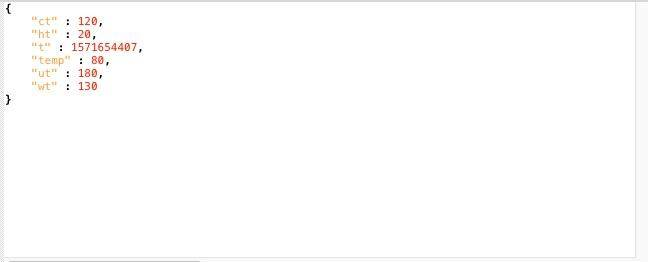 {
"ct" : 120,
"ht" : 20,
"t" : 1571654407,
"temp" : 80,
"ut" : 180,
"wt" : 130
}